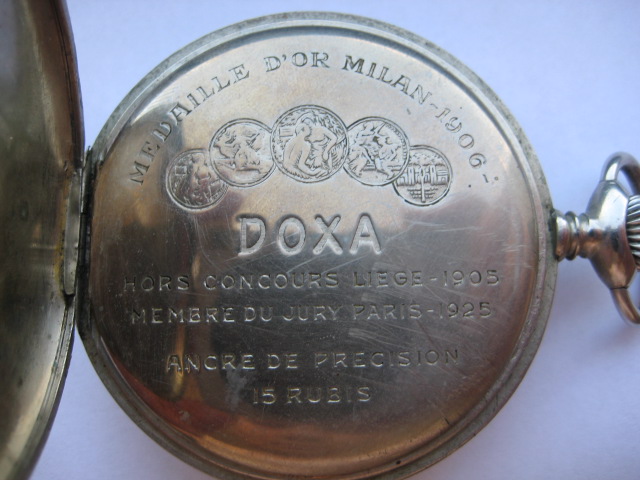 MEDAILLE D'OR MILAN-1906-
DOXA
HORS CONCOURS LIEGE-1905
MEMBRE DU JURY PARIS-1925
ANCRE DE PRECISION
15 RUBIS